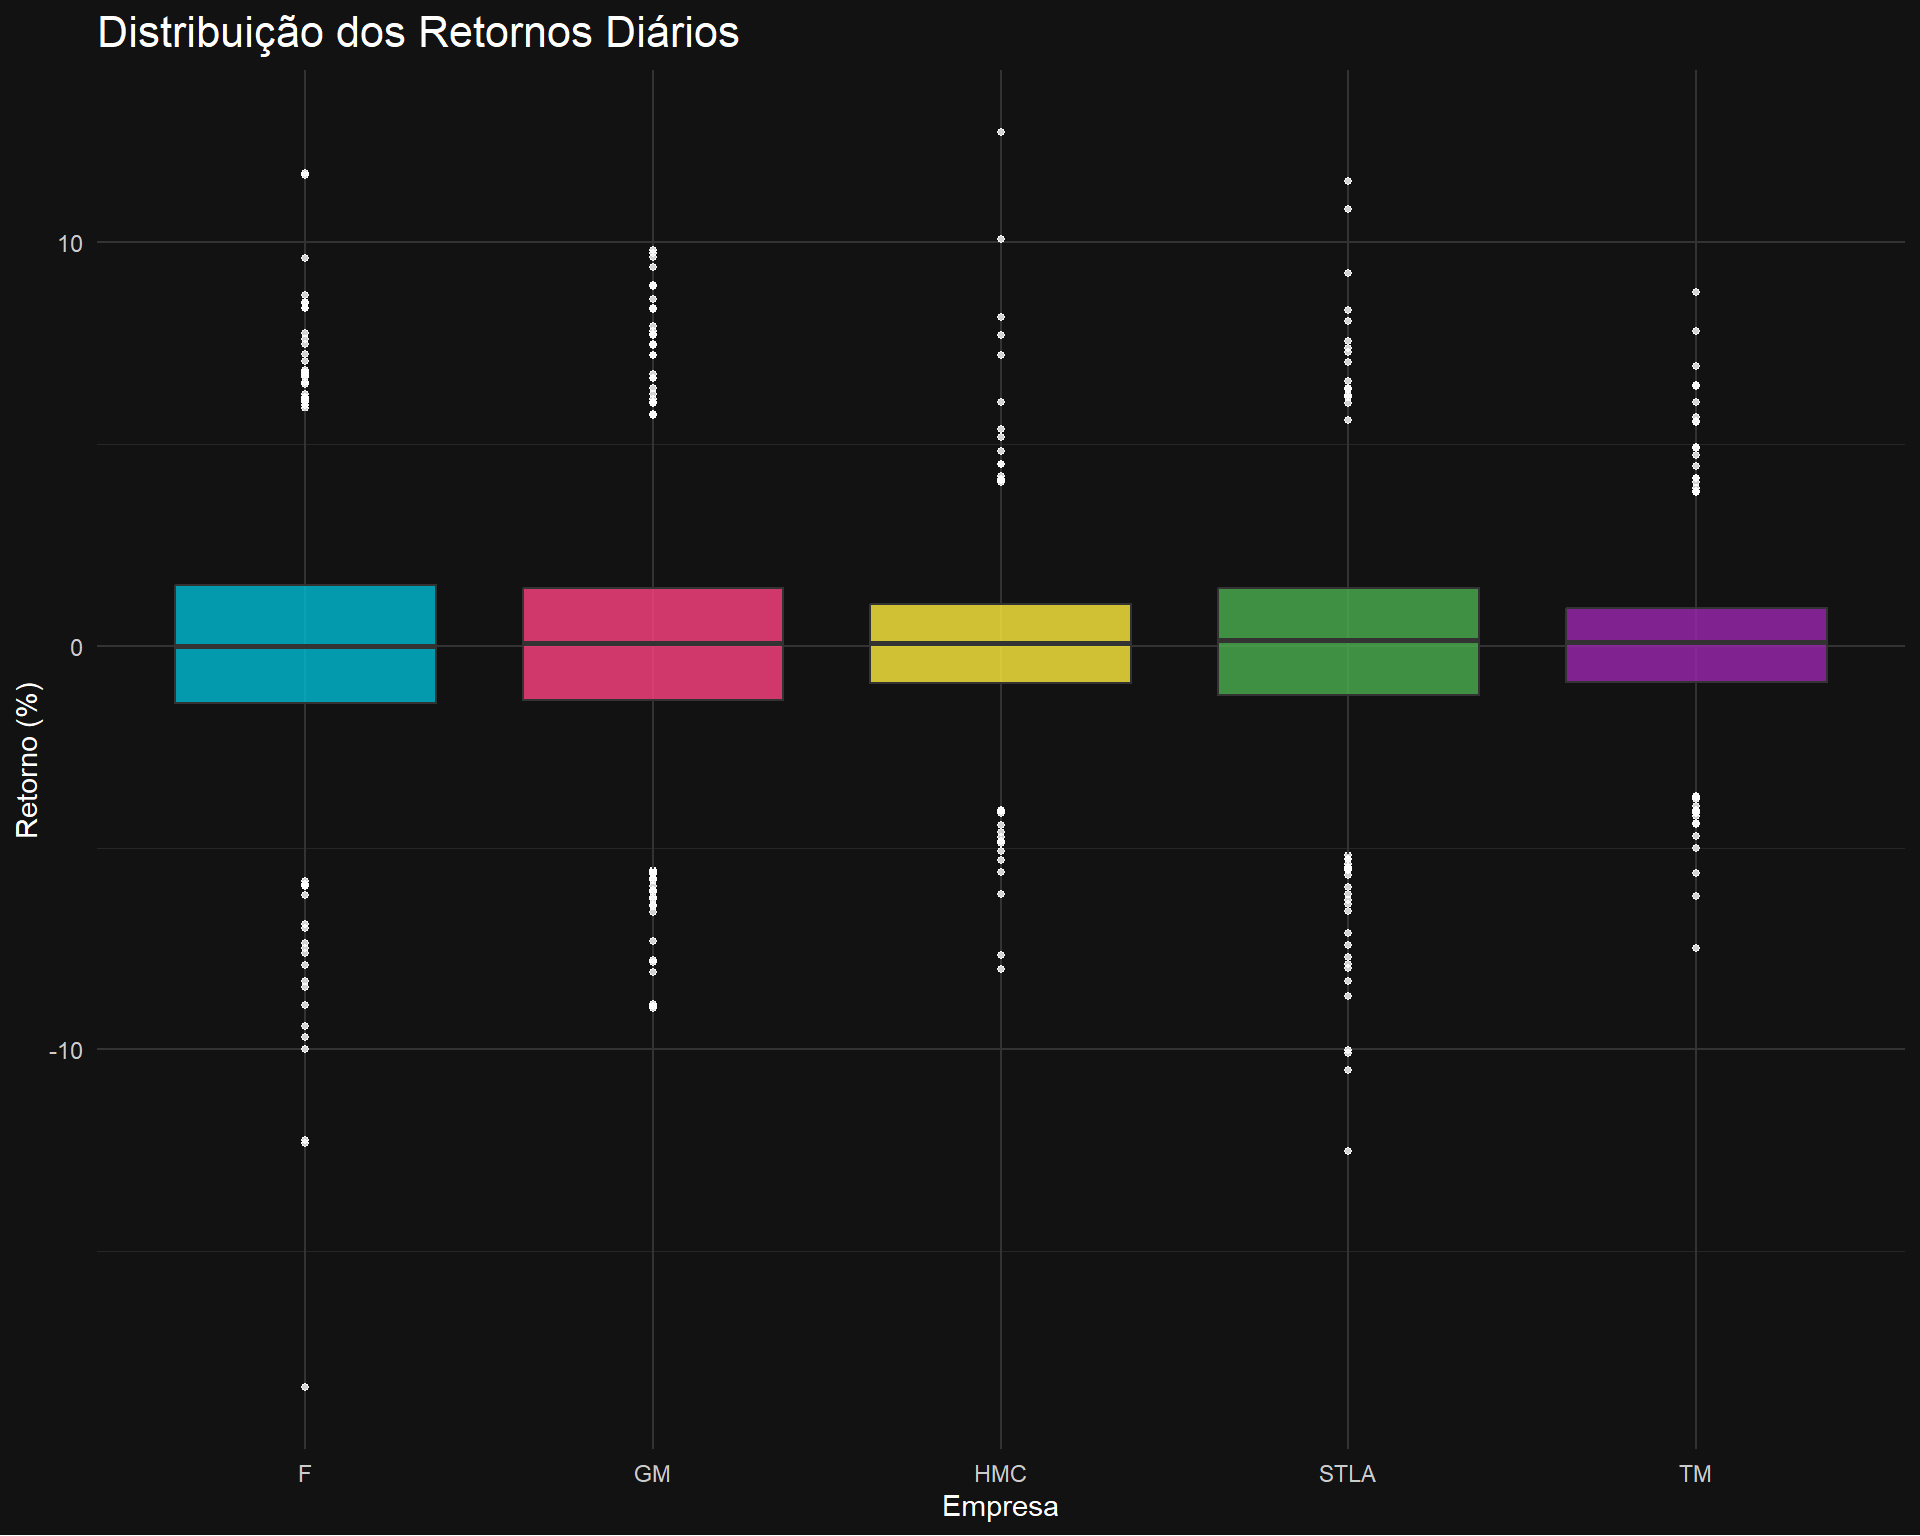 Distribuição dos Retornos Diários
Retorno (%)
10
0
-10
F
GM
HMC
STLA
TM
Empresa